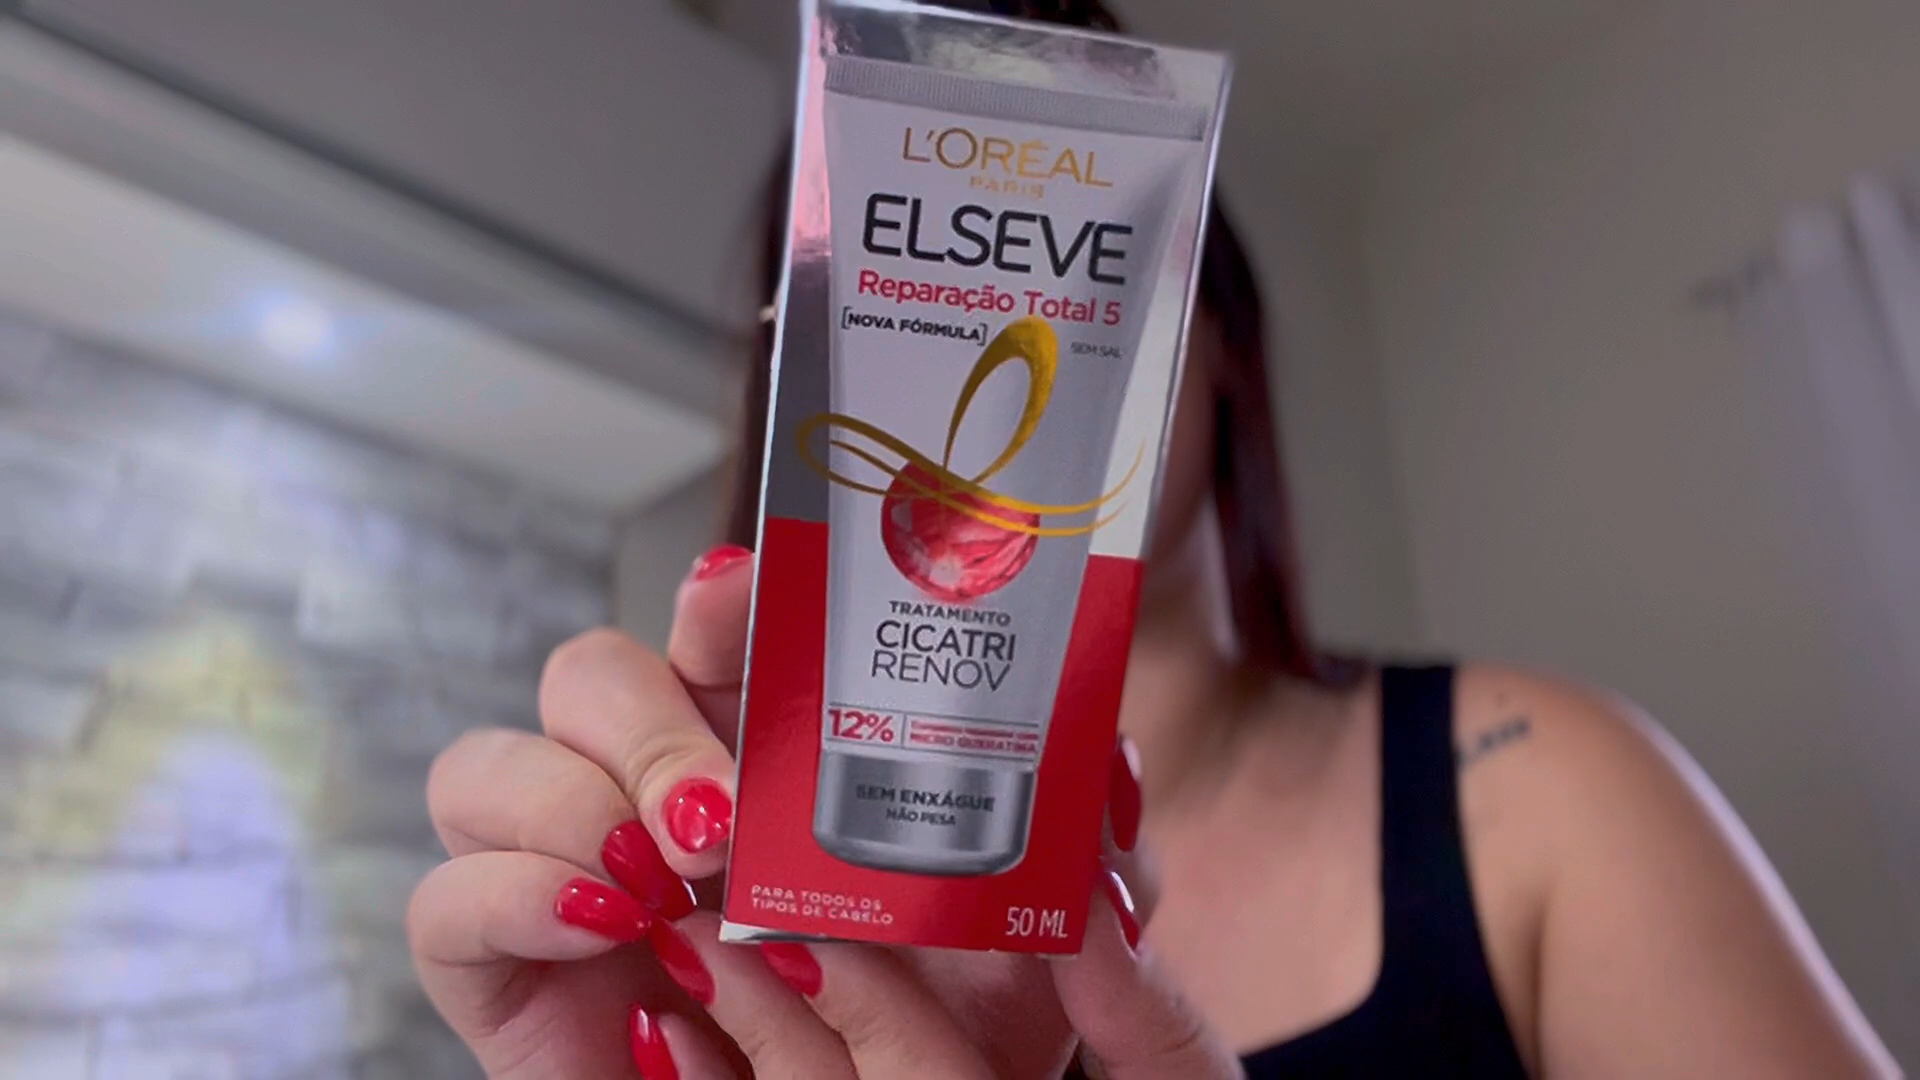 L'ORÉAL
PARIS
ELSEVE
Reparação Total 5
[NOVA FÓRMULA]
SEM SAL
TRATAMENTO
CICATRI
RENOV
12%
MICRO QUERATINA
SEM ENXÁGUE
NÃO PESA
PARA TODOS OS
TIPOS DE CABELO
50 ML